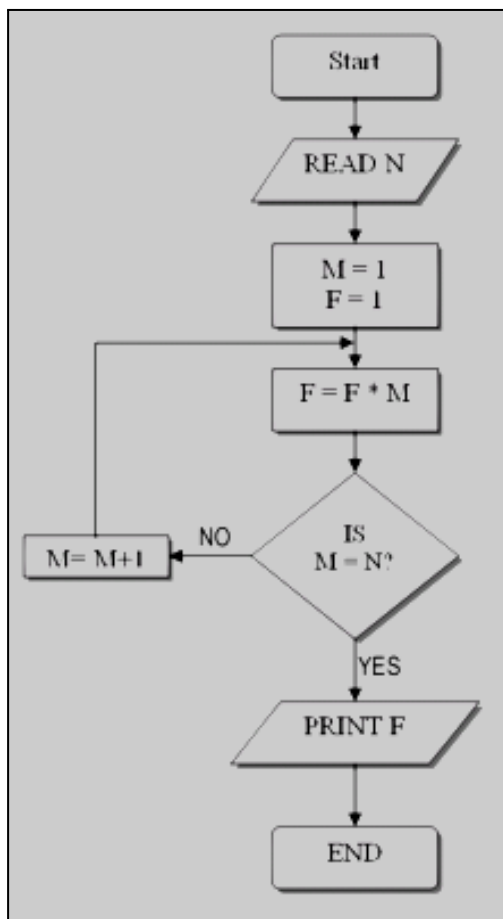 Start
READ N
M = 1
F = 1
F = F * M
IS
M = N?
NO
M= M+1
YES
PRINT F
END